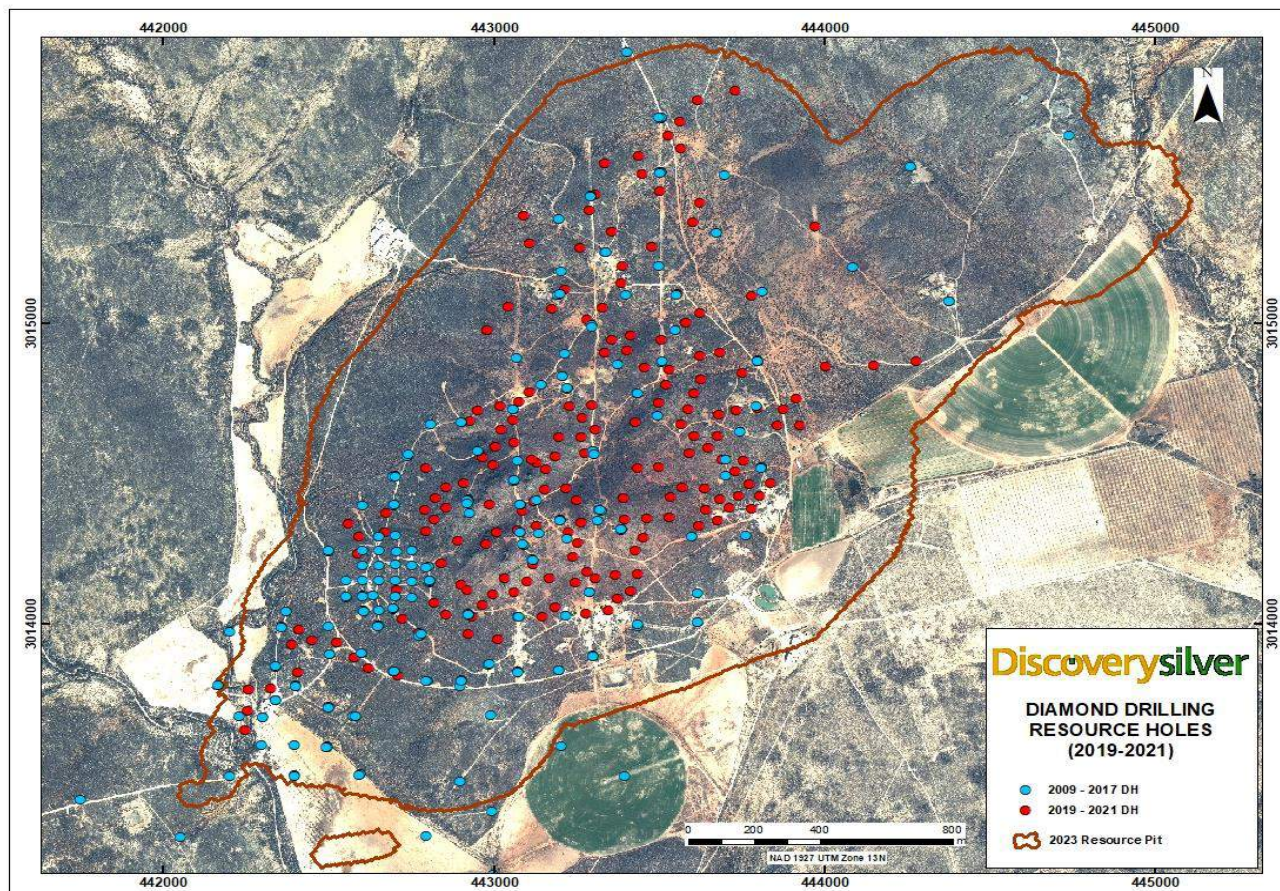 442000 443000 444000 445000
N
3015000 3015000
3014000 3014000
Discoverysilver
DIAMOND DRILLING
RESOURCE HOLES
(2019-2021)
2009 - 2017 DH
2019 - 2021 DH
2023 Resource Pit
0 200 400 800
m
NAD 1927 UTM Zone 13N
442000 443000 444000 445000